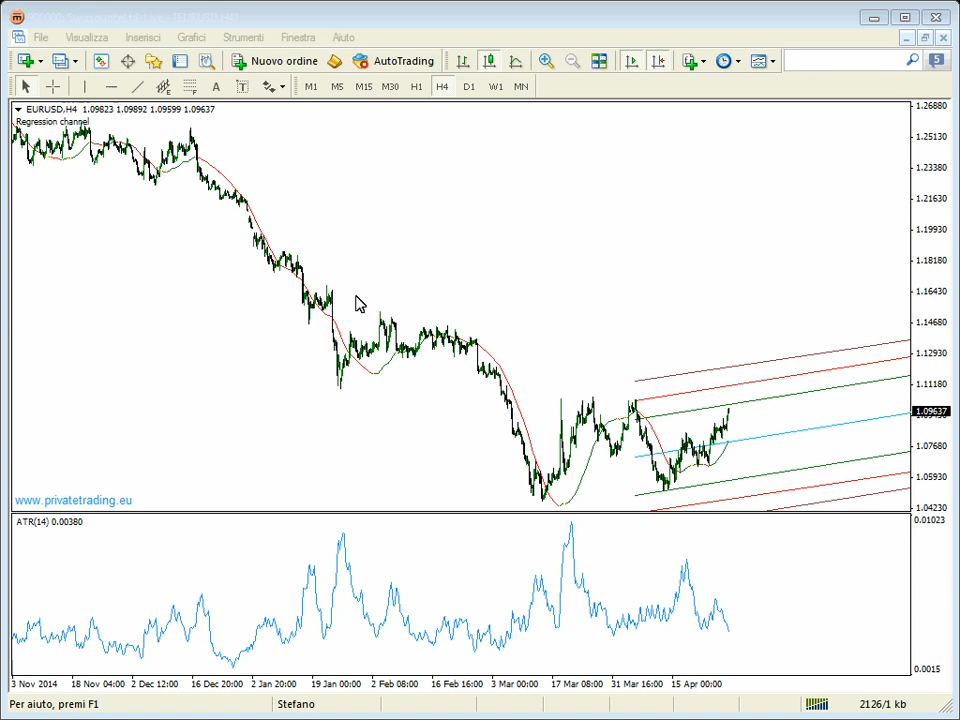 File Visualizza Inserisci Grafici Strumenti Finestra Aiuto
Nuovo ordine AutoTrading 5
A T M1 M5 M15 M30 H1 H4 D1 W1 MN
EURUSD,H4 1.09823 1.09892 1.09599 1.09637
Regression channel
1.26880
1.25130
1.23380
1.21630
1.19930
1.18180
1.16430
1.14680
1.12930
1.11180
1.09637
1.07680
1.05930
1.04230
www.privatetrading.eu
ATR(14) 0.00380
0.01023
0.0015
3 Nov 2014 18 Nov 04:00 2 Dec 12:00 16 Dec 20:00 2 Jan 20:00 19 Jan 00:00 2 Feb 08:00 16 Feb 16:00 3 Mar 00:00 17 Mar 08:00 31 Mar 16:00 15 Apr 00:00
Per aiuto, premi F1 Stefano 2126/1 kb